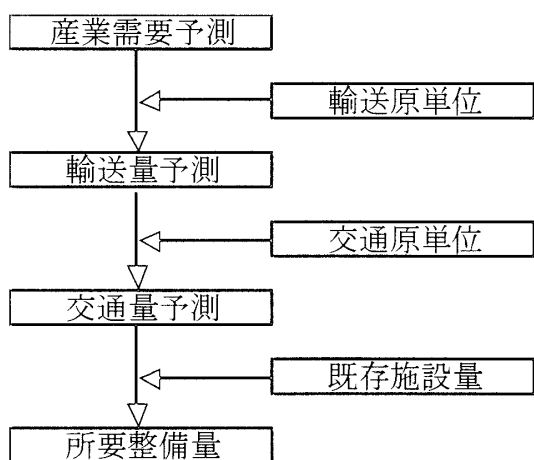 産業需要予測
輸送原単位
輸送量予測
交通原単位
交通量予測
既存施設量
所要整備量